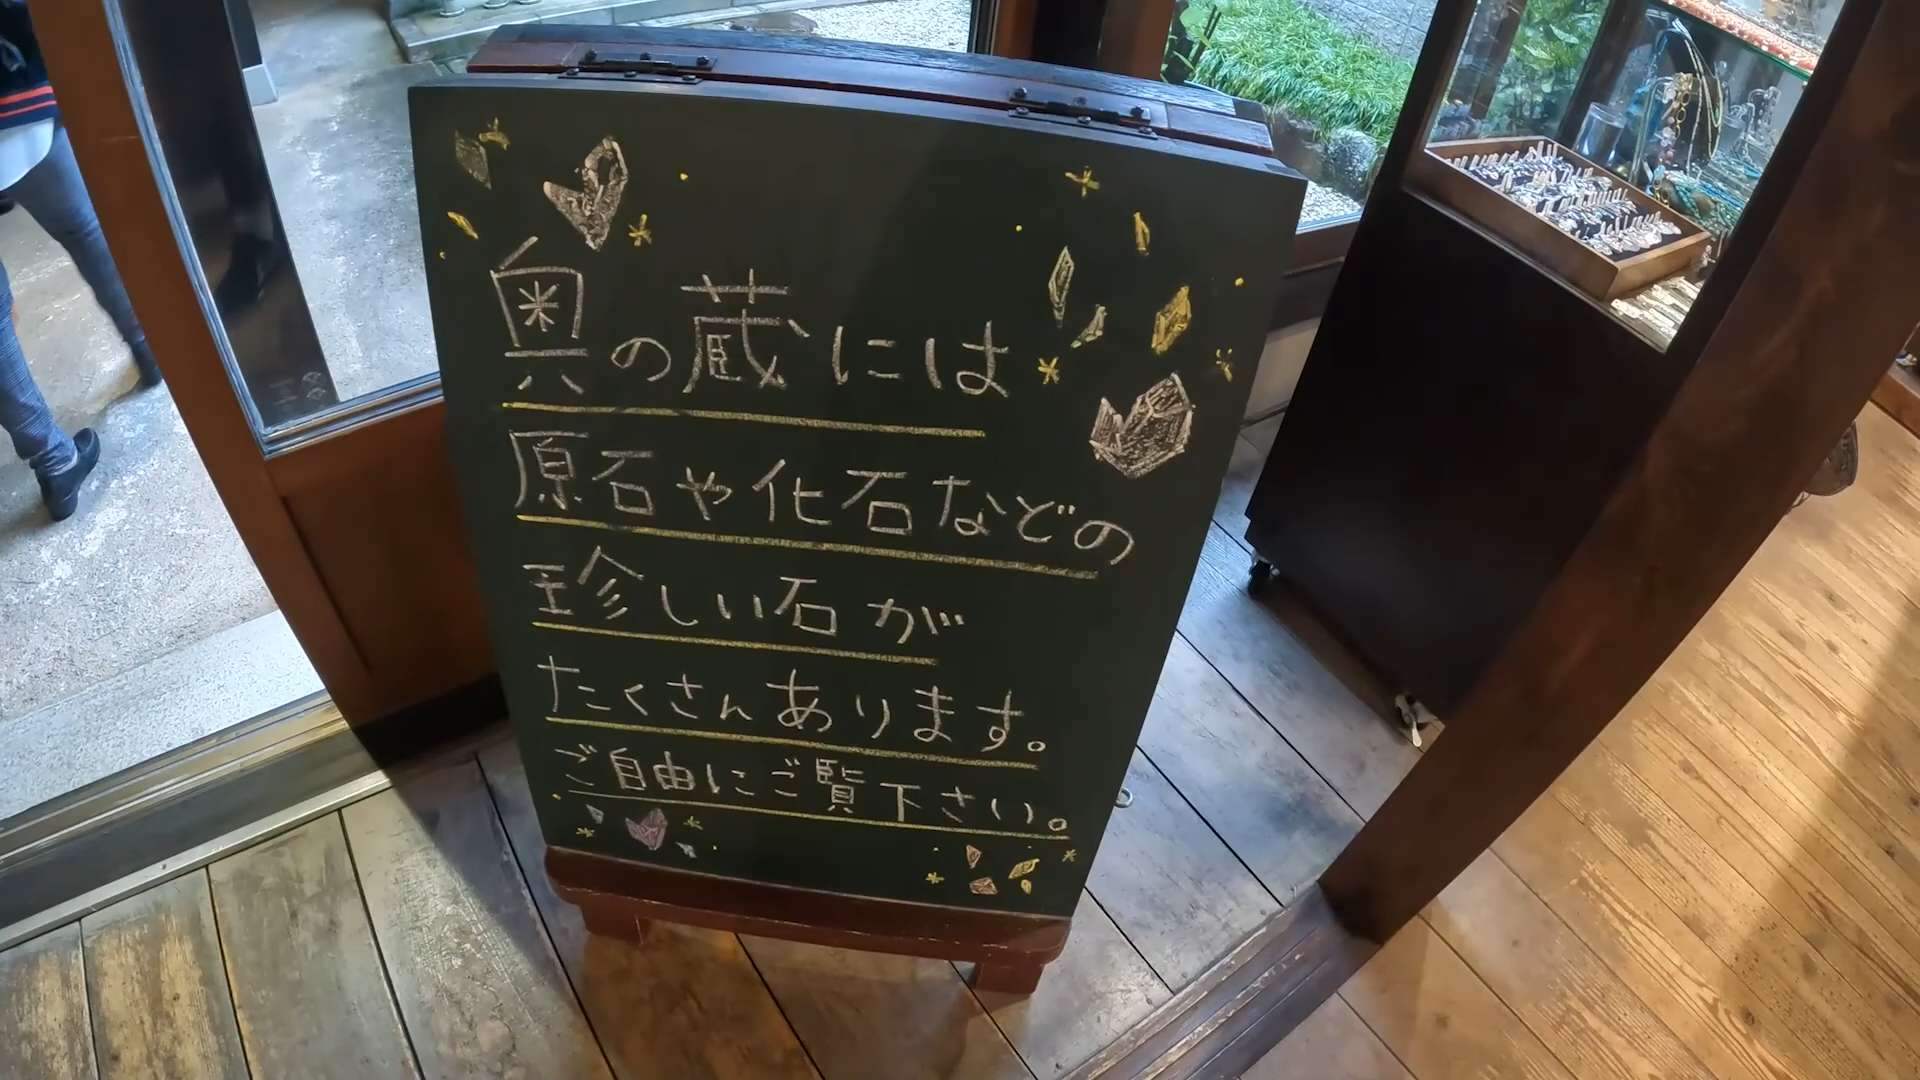 奥の蔵には
原石や化石などの
珍しい石が
たくさんあります。
ご自由にご覧下さい。